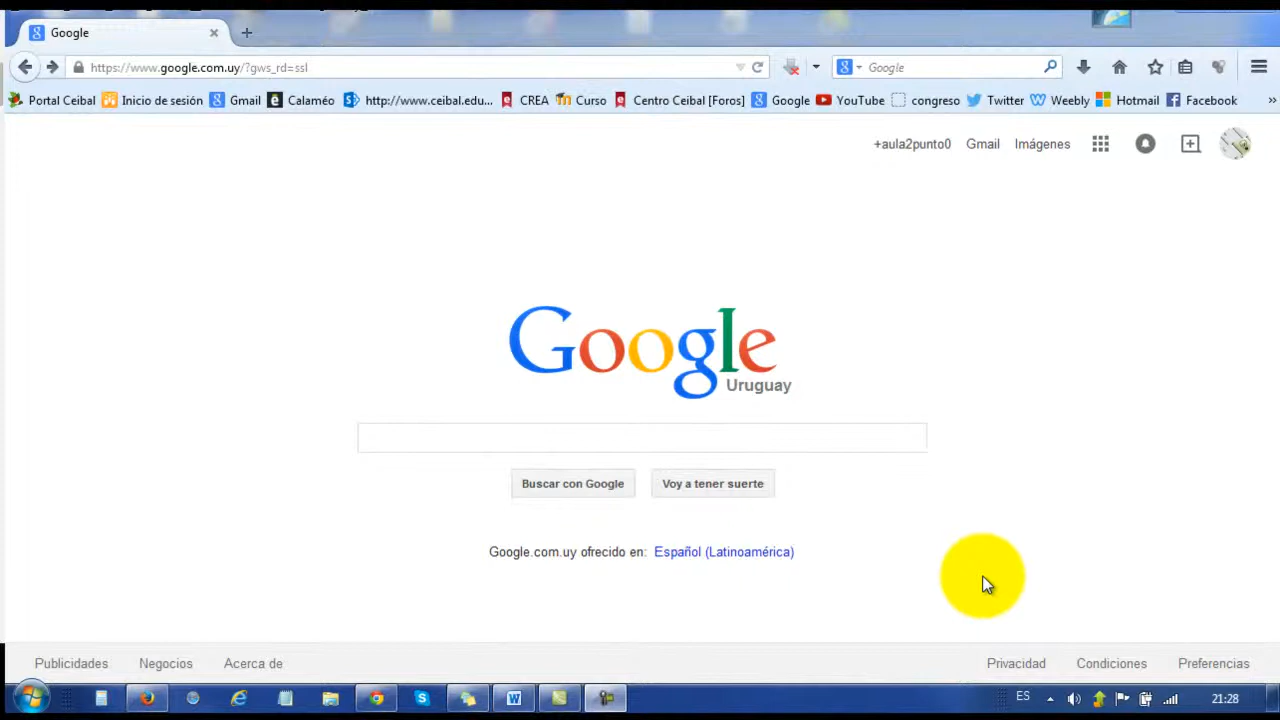 Google
https://www.google.com.uy/?gws_rd=ssl
Google
Portal Ceibal Inicio de sesión Gmail Calaméo http://www.ceibal.edu... CREA Curso Centro Ceibal [Foros] Google YouTube congreso Twitter Weebly Hotmail Facebook »
+aula2punto0 Gmail Imágenes
Google
Uruguay
Buscar con Google Voy a tener suerte
Google.com.uy ofrecido en: Español (Latinoamérica)
Publicidades Negocios Acerca de Privacidad Condiciones Preferencias
ES 21:28